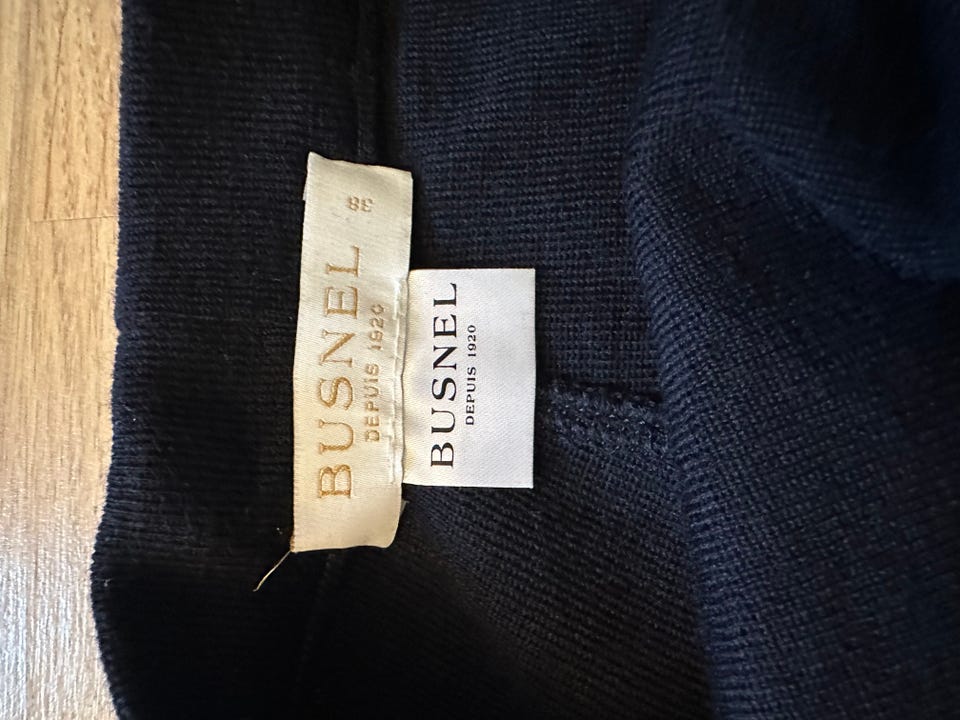 BUSNEL 38
DEPUIS 1920
BUSNEL
DEPUIS 1920